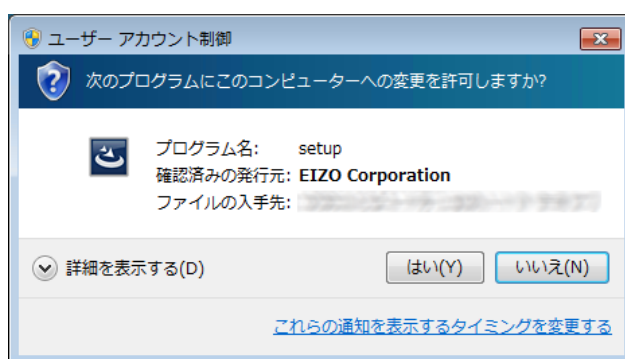 ユーザー アカウント制御
次のプログラムにこのコンピューターへの変更を許可しますか?
プログラム名: setup
確認済みの発行元: EIZO Corporation
ファイルの入手先:
詳細を表示する(D) はい(Y) いいえ(N)
これらの通知を表示するタイミングを変更する